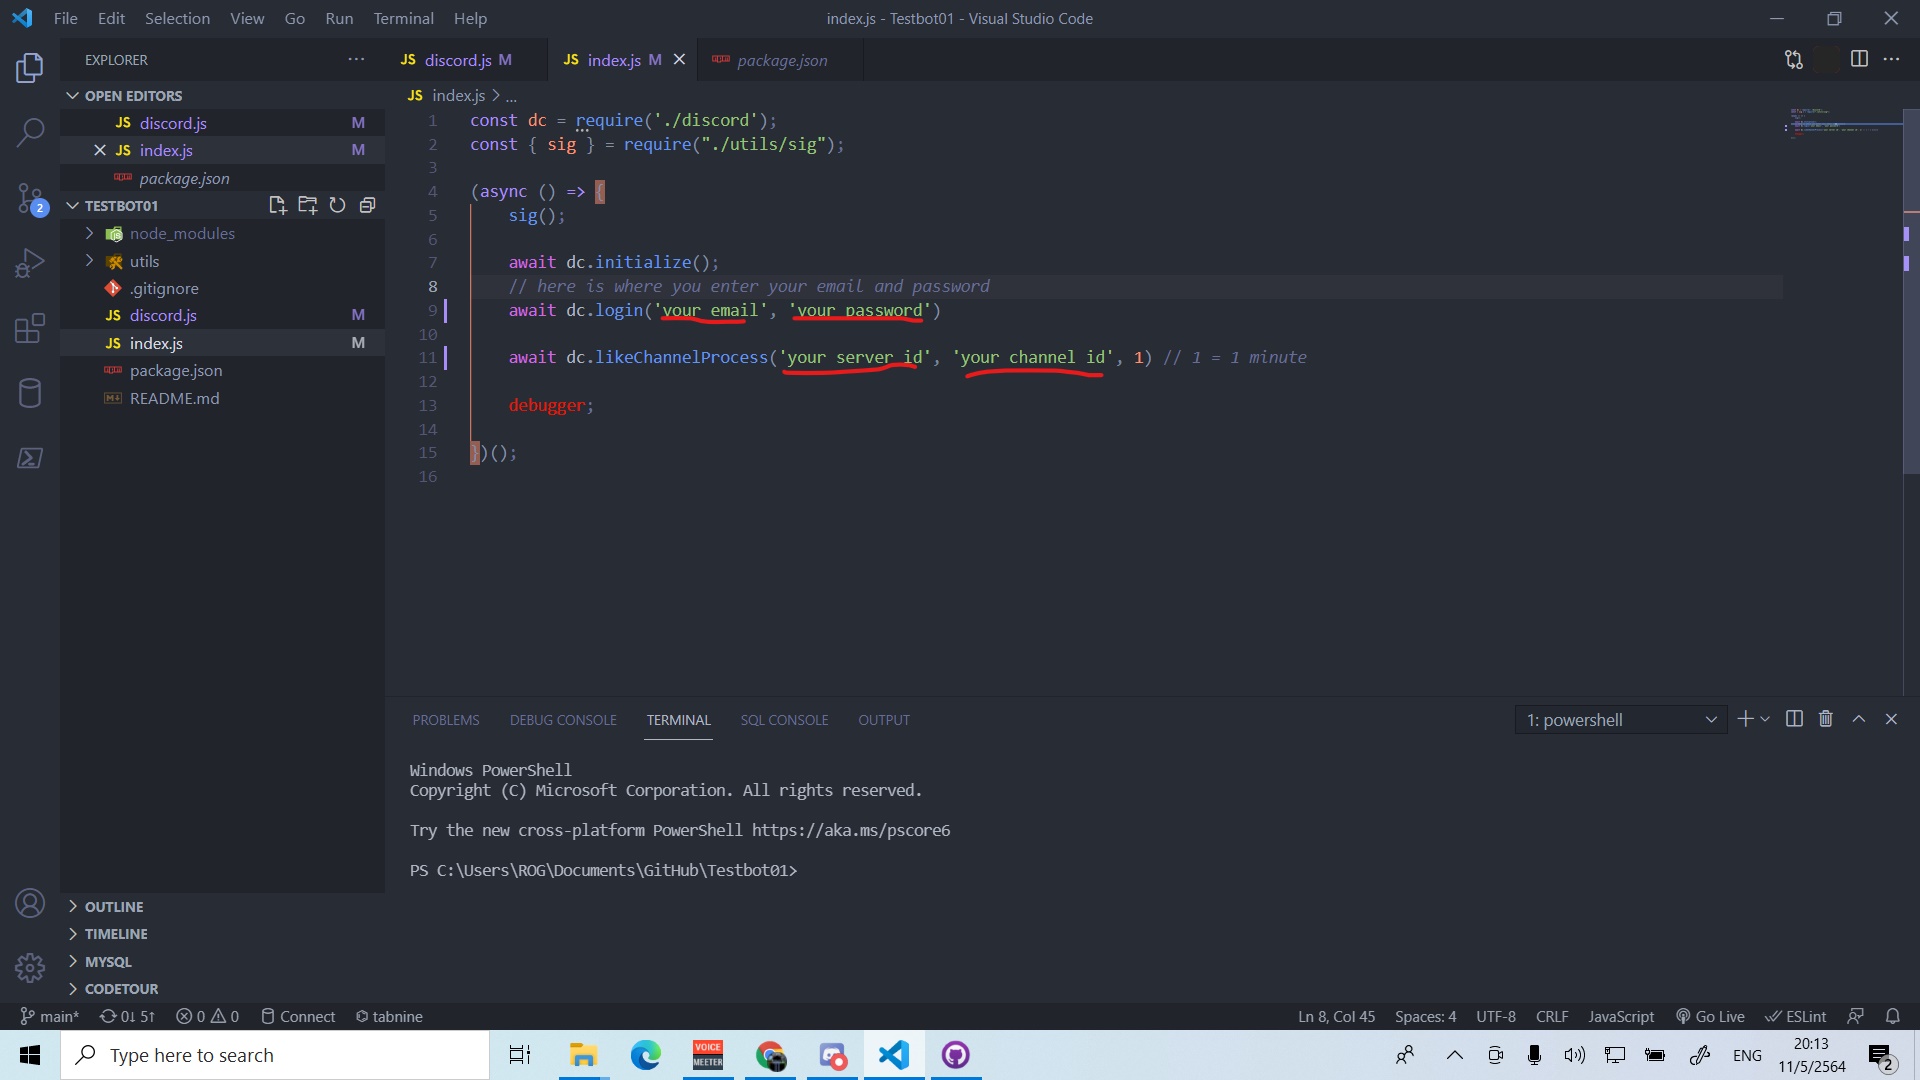 File Edit Selection View Go Run Terminal Help
index.js - Testbot01 - Visual Studio Code
EXPLORER
JS discord.js M
JS index.js M
package.json
OPEN EDITORS
JS discord.js M
JS index.js M
package.json
TESTBOT01
node_modules
utils
.gitignore
JS discord.js M
JS index.js M
package.json
README.md
OUTLINE
TIMELINE
MYSQL
CODETOUR
JS index.js > ...
1 const dc = require('./discord');
2 const { sig } = require("./utils/sig");
3
4 (async () => {
5 sig();
6
7 await dc.initialize();
8 // here is where you enter your email and password
9 await dc.login('your email', 'your password')
10
11 await dc.likeChannelProcess('your server id', 'your channel id', 1) // 1 = 1 minute
12
13 debugger;
14
15 })();
16
PROBLEMS DEBUG CONSOLE TERMINAL SQL CONSOLE OUTPUT
1: powershell
Windows PowerShell
Copyright (C) Microsoft Corporation. All rights reserved.
Try the new cross-platform PowerShell https://aka.ms/pscore6
PS C:\Users\ROG\Documents\GitHub\Testbot01>
2
main* 0↓ 5↑ 0 0 Connect tabnine
Ln 8, Col 45 Spaces: 4 UTF-8 CRLF JavaScript Go Live ESLint
Type here to search
VOICE
MEETER
ENG
20:13
11/5/2564
2